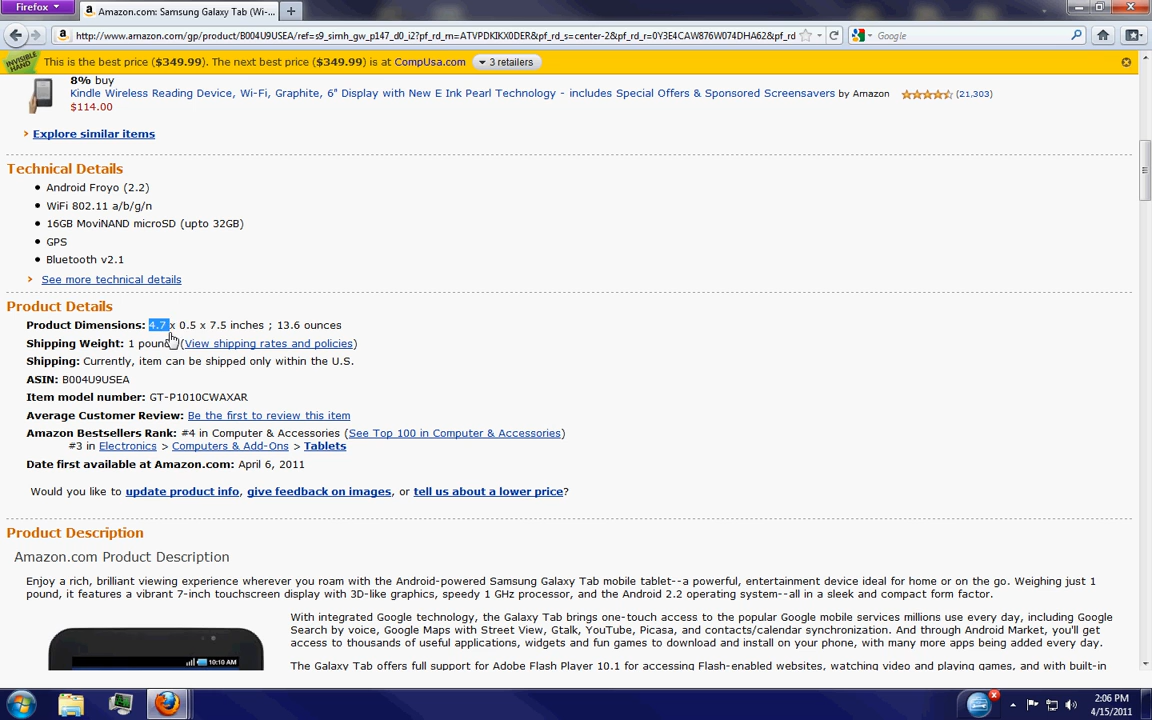 Firefox
Amazon.com: Samsung Galaxy Tab (Wi-...
http://www.amazon.com/gp/product/B004U9USEA/ref=s9_simh_gw_p147_d0_i2?pf_rd_m=ATVPDKIKX0DER&pf_rd_s=center-2&pf_rd_r=0Y3E4CAW876W074DHA62&pf_rd
Google
INVISIBLE HAND
This is the best price ($349.99). The next best price ($349.99) is at CompUsa.com
3 retailers
8% buy
Kindle Wireless Reading Device, Wi-Fi, Graphite, 6" Display with New E Ink Pearl Technology - includes Special Offers & Sponsored Screensavers by Amazon (21,303)
$114.00
Explore similar items
Technical Details
Android Froyo (2.2)
WiFi 802.11 a/b/g/n
16GB MoviNAND microSD (upto 32GB)
GPS
Bluetooth v2.1
See more technical details
Product Details
Product Dimensions: 4.7 x 0.5 x 7.5 inches ; 13.6 ounces
Shipping Weight: 1 pound (View shipping rates and policies)
Shipping: Currently, item can be shipped only within the U.S.
ASIN: B004U9USEA
Item model number: GT-P1010CWAXAR
Average Customer Review: Be the first to review this item
Amazon Bestsellers Rank: #4 in Computer & Accessories (See Top 100 in Computer & Accessories)
#3 in Electronics > Computers & Add-Ons > Tablets
Date first available at Amazon.com: April 6, 2011
Would you like to update product info, give feedback on images, or tell us about a lower price?
Product Description
Amazon.com Product Description
Enjoy a rich, brilliant viewing experience wherever you roam with the Android-powered Samsung Galaxy Tab mobile tablet--a powerful, entertainment device ideal for home or on the go. Weighing just 1
pound, it features a vibrant 7-inch touchscreen display with 3D-like graphics, speedy 1 GHz processor, and the Android 2.2 operating system--all in a sleek and compact form factor.
With integrated Google technology, the Galaxy Tab brings one-touch access to the popular Google mobile services millions use every day, including Google
Search by voice, Google Maps with Street View, Gtalk, YouTube, Picasa, and contacts/calendar synchronization. And through Android Market, you'll get
access to thousands of useful applications, widgets and fun games to download and install on your phone, with many more apps being added every day.
The Galaxy Tab offers full support for Adobe Flash Player 10.1 for accessing Flash-enabled websites, watching video and playing games, and with built-in
10:10 AM
2:06 PM
4/15/2011